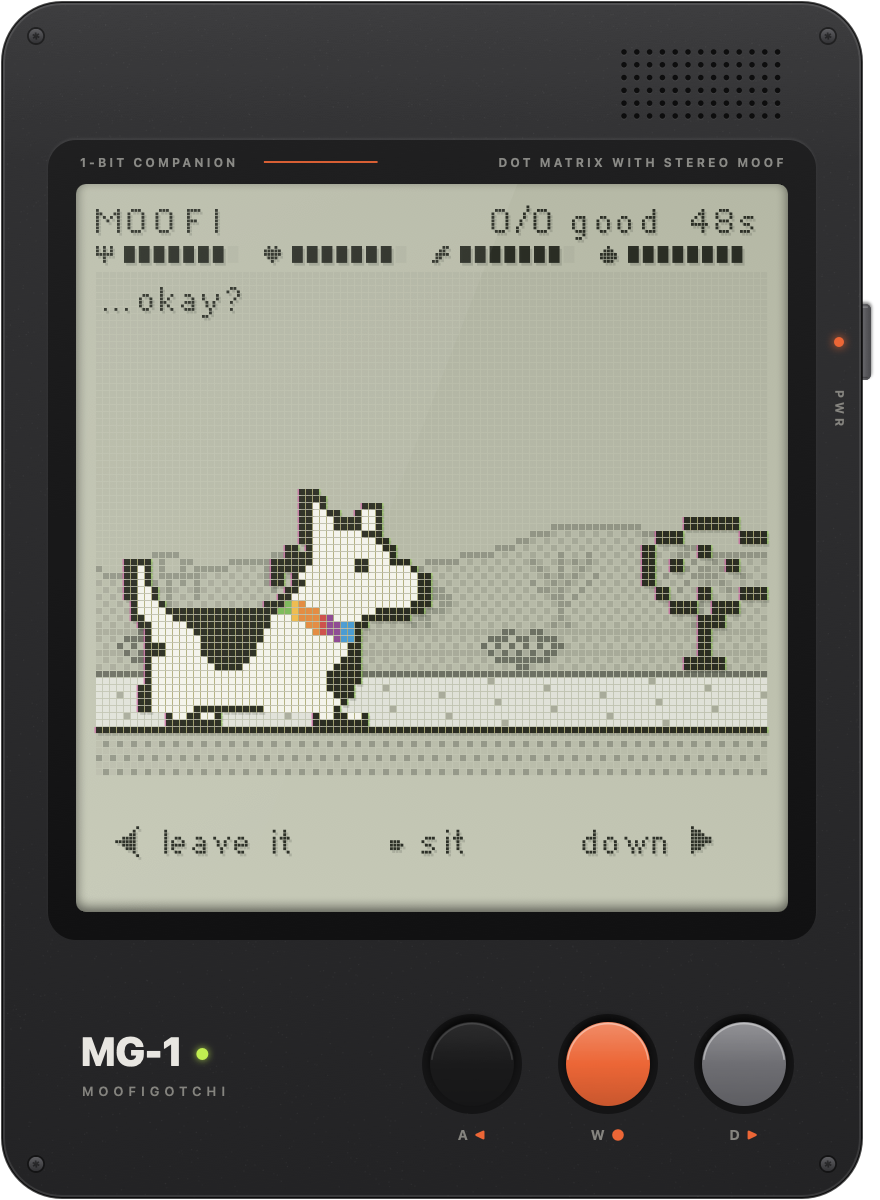 1-BIT COMPANION
DOT MATRIX WITH STEREO MOOF
MOOFI
0/0 good 48s
...okay?
PWR
leave it
sit
down
MG-1
MOOFIGOTCHI
A
W
D